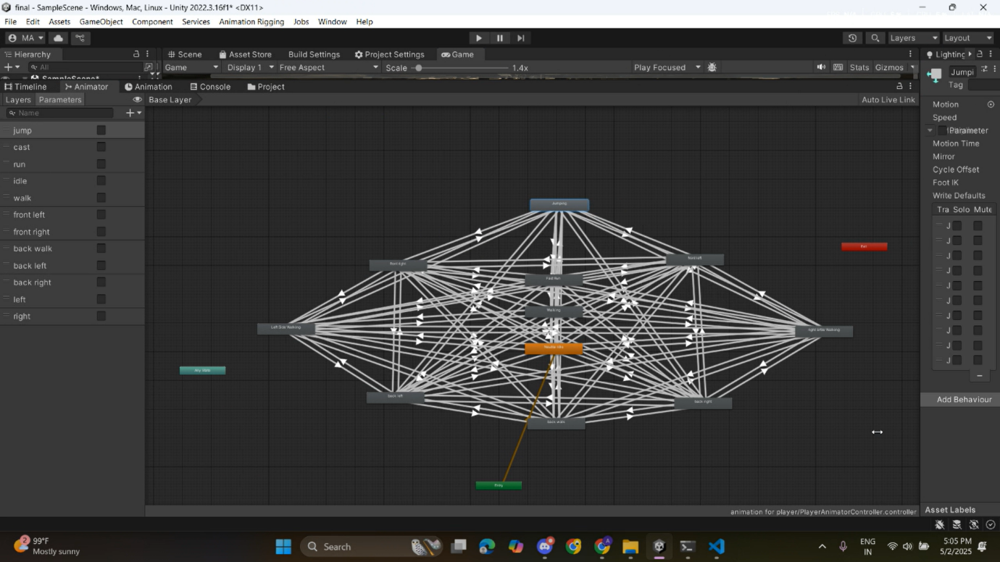 final - SampleScene - Windows, Mac, Linux - Unity 2022.3.16f1* <DX11>
File Edit Assets GameObject Component Services Animation Rigging Jobs Window Help
MA Layers Layout
Hierarchy Scene Asset Store Build Settings Project Settings Game Lighting
All Game Display 1 Free Aspect Scale 1.4x Play Focused Stats Gizmos Jumpi
SampleScene*
Timeline Animator Animation Console Project Tag
Layers Parameters Base Layer Auto Live Link Motion
Name Speed
jump Parameter
cast Motion Time
run Mirror
idle Cycle Offset
walk Foot IK
front left Write Defaults
front right Tra Solo Mute
back walk
back left
back right
left
right
J
J
J
J
J
J
J
J
J
J
Jumping
front right
front left
Fast Run
Walking
Left Side Walking
right Side Walking
Any State
Exit
back left
back right
back walk
Entry
Add Behaviour
animation for player/PlayerAnimatorController.controller Asset Labels
2 99°F
Mostly sunny
Search
ENG
IN
5:05 PM
5/2/2025